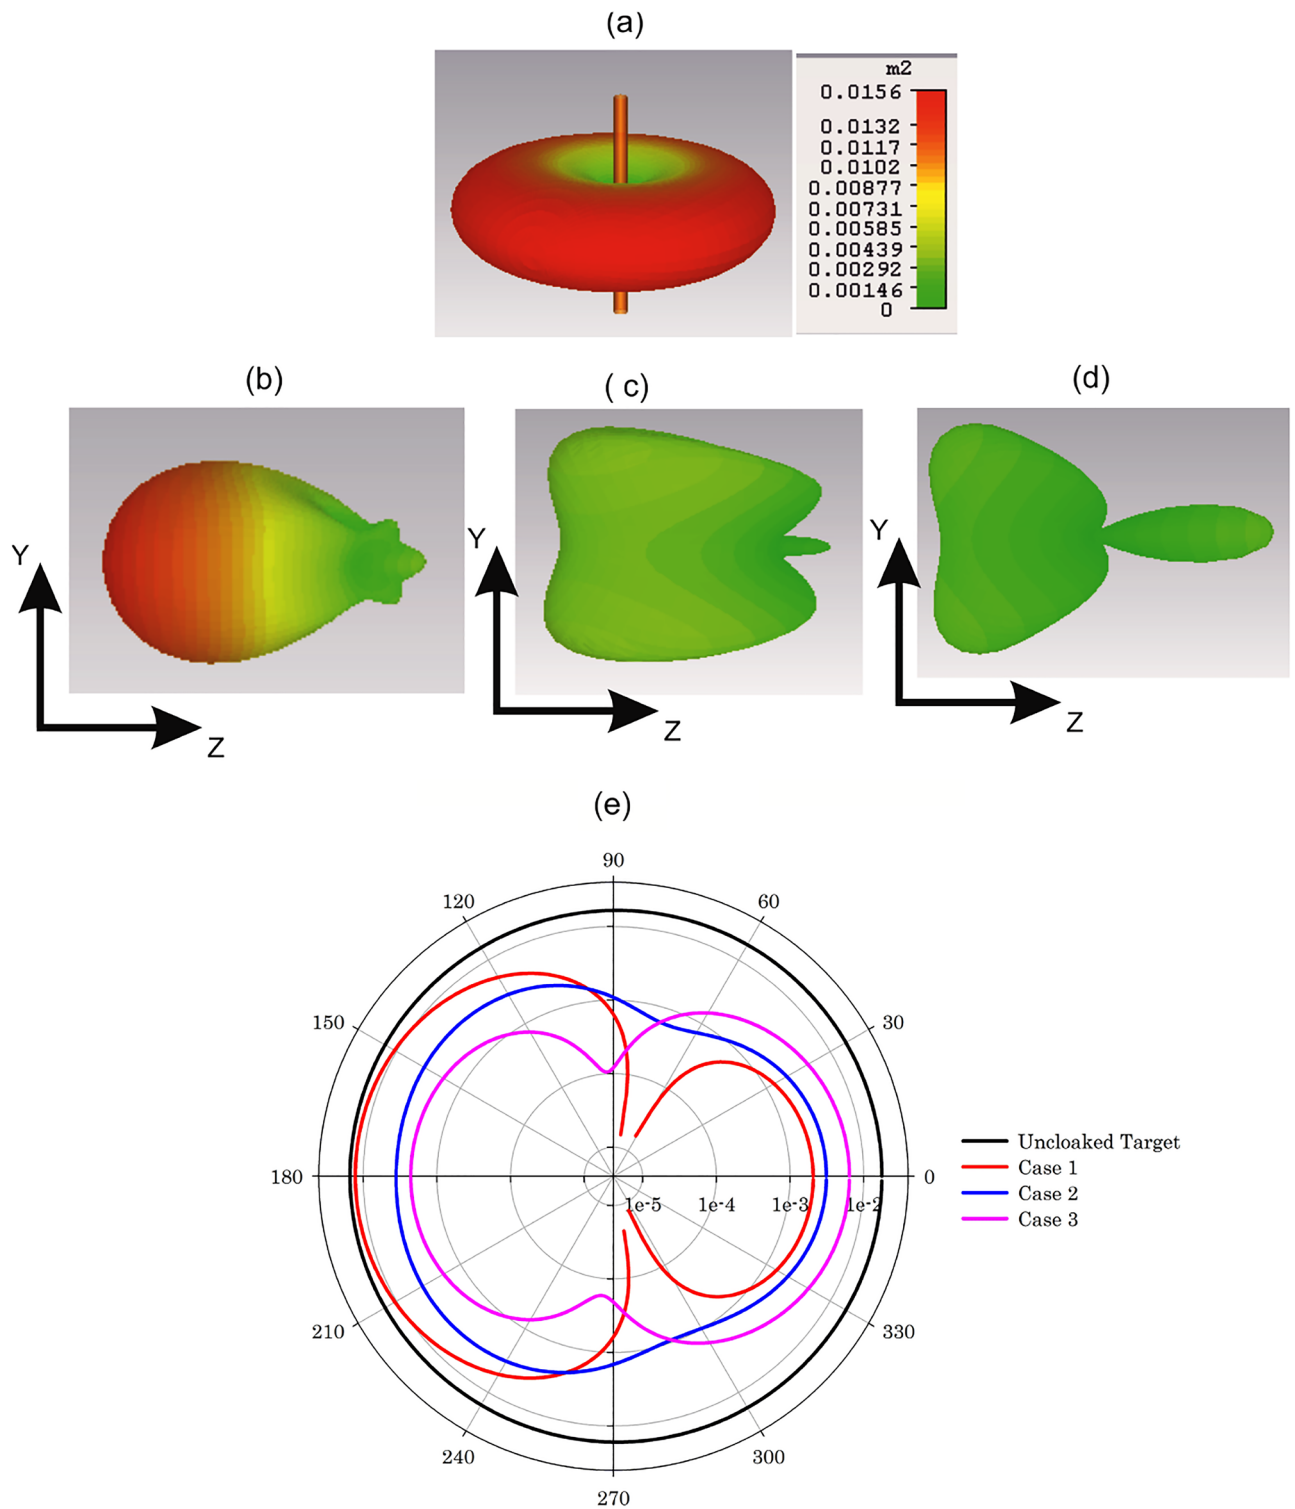 (a)
m2
0.0156
0.0132
0.0117
0.0102
0.00877
0.00731
0.00585
0.00439
0.00292
0.00146
0
(b)
( c)
(d)
Y
Z
Y
Z
Y
Z
(e)
90
120
60
150
30
180
0
1e-5
1e-4
1e-3
1e-2
210
330
240
300
270
Uncloaked Target
Case 1
Case 2
Case 3